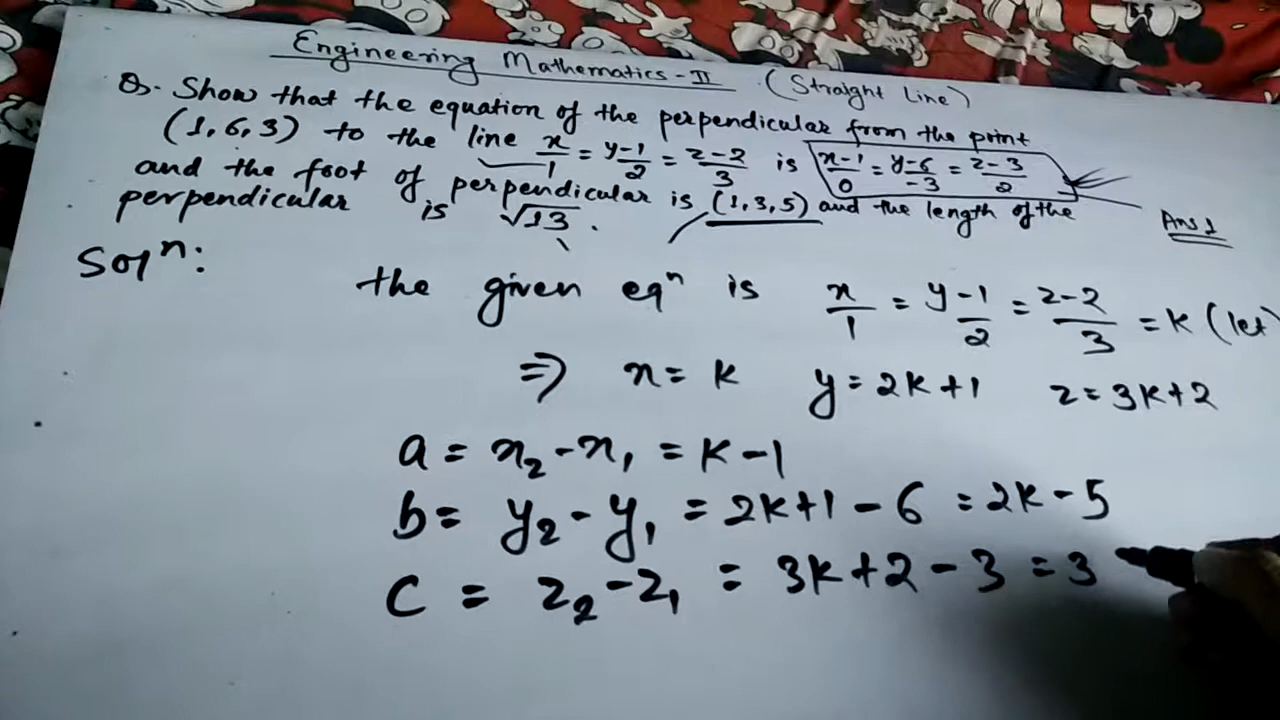 Engineering Mathematics-II (Straight Line)
Q. Show that the equation of the perpendicular from the point
(1,6,3) to the line x/1 = y-1/2 = z-2/3 is x-1/0 = y-6/-3 = z-3/2
and the foot of perpendicular is (1,3,5) and the length of the
perpendicular is √13.
Ans 1
Solⁿ:
the given eqⁿ is x/1 = y-1/2 = z-2/3 = k (let)
⇒ x = k y = 2k+1 z = 3k+2
a = x₂-x₁ = k-1
b = y₂-y₁ = 2k+1-6 = 2k-5
c = z₂-z₁ = 3k+2-3 = 3